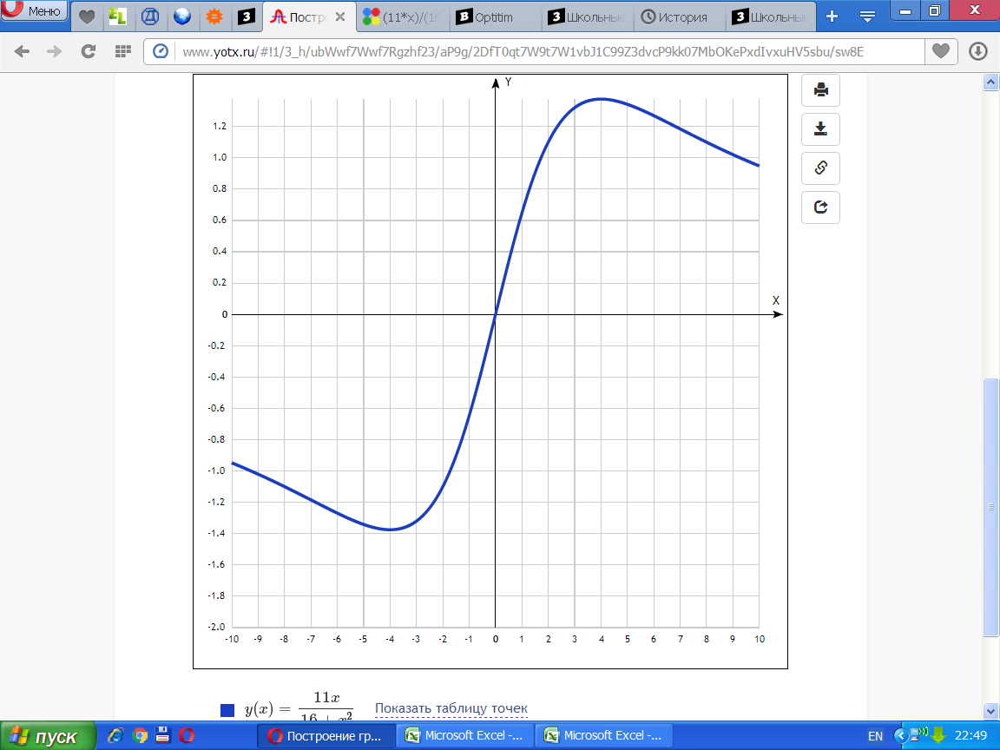 Меню
Постр
(11*x)/(16
Optitim
Школьные
История
Школьные
www.yotx.ru/#!1/3_h/ubWwf7Wwf7Rgzhf23/aP9g/2DfT0qt7W9t7W1vbJ1C99Z3dvcP9kk07MbOKePxdIvxuHV5sbu/sw8E
Y
1.2
1.0
0.8
0.6
0.4
0.2
0
X
-0.2
-0.4
-0.6
-0.8
-1.0
-1.2
-1.4
-1.6
-1.8
-2.0
-10 -9 -8 -7 -6 -5 -4 -3 -2 -1 0 1 2 3 4 5 6 7 8 9 10
y(x) = 11x / 16 + x² Показать таблицу точек
пуск Построение гр... Microsoft Excel -... Microsoft Excel -... EN 22:49